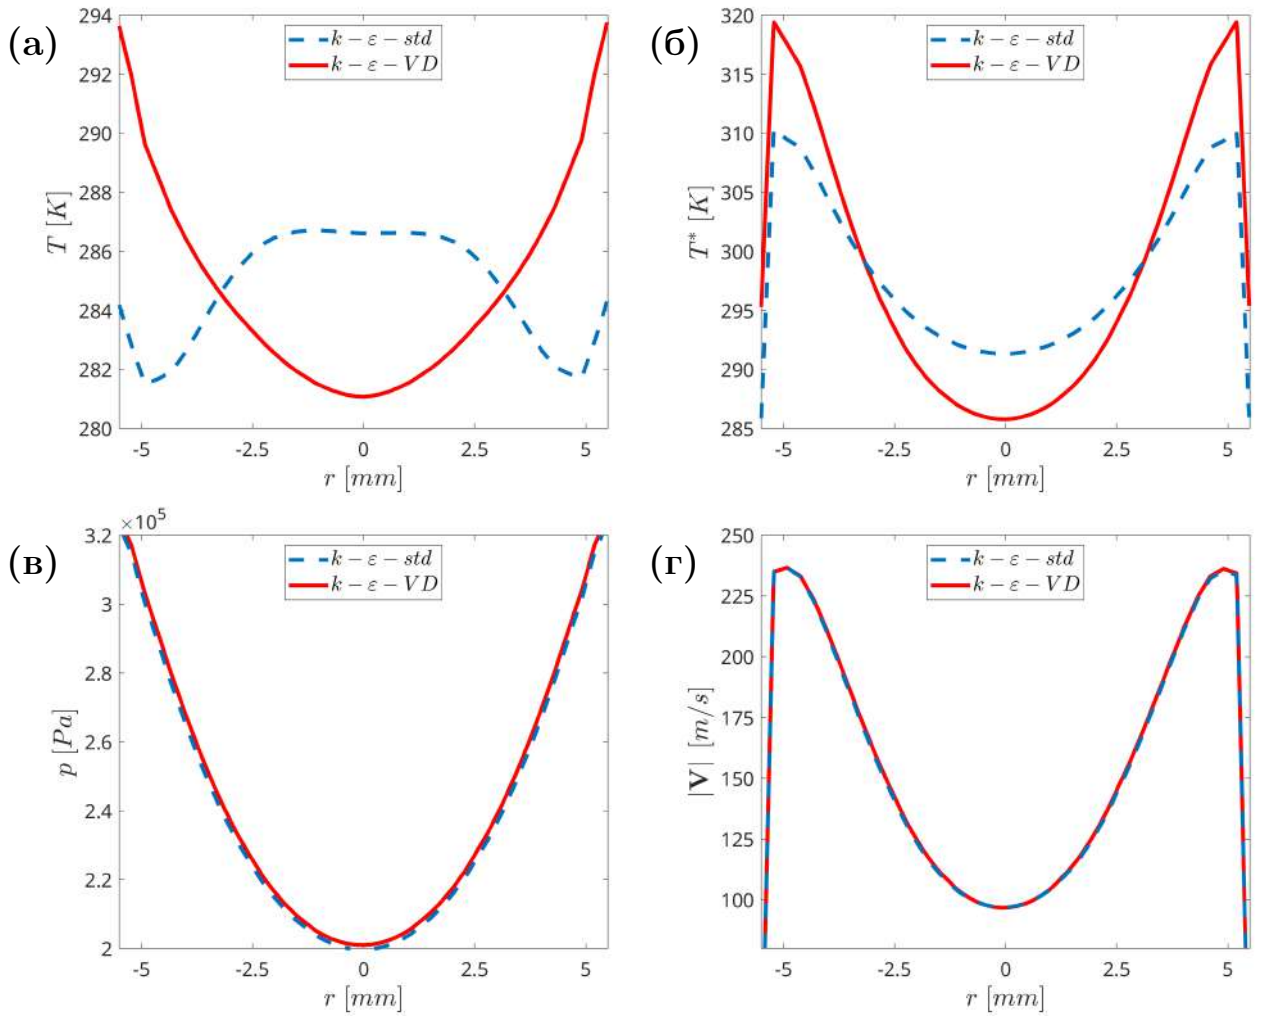 (а)
k − ε − std
k − ε − VD
T [K]
294
292
290
288
286
284
282
280
-5 -2.5 0 2.5 5
r [mm]
(б)
k − ε − std
k − ε − VD
T* [K]
320
315
310
305
300
295
290
285
-5 -2.5 0 2.5 5
r [mm]
(в)
×10⁵
k − ε − std
k − ε − VD
p [Pa]
3.2
3
2.8
2.6
2.4
2.2
2
-5 -2.5 0 2.5 5
r [mm]
(г)
k − ε − std
k − ε − VD
|V| [m/s]
250
225
200
175
150
125
100
-5 -2.5 0 2.5 5
r [mm]